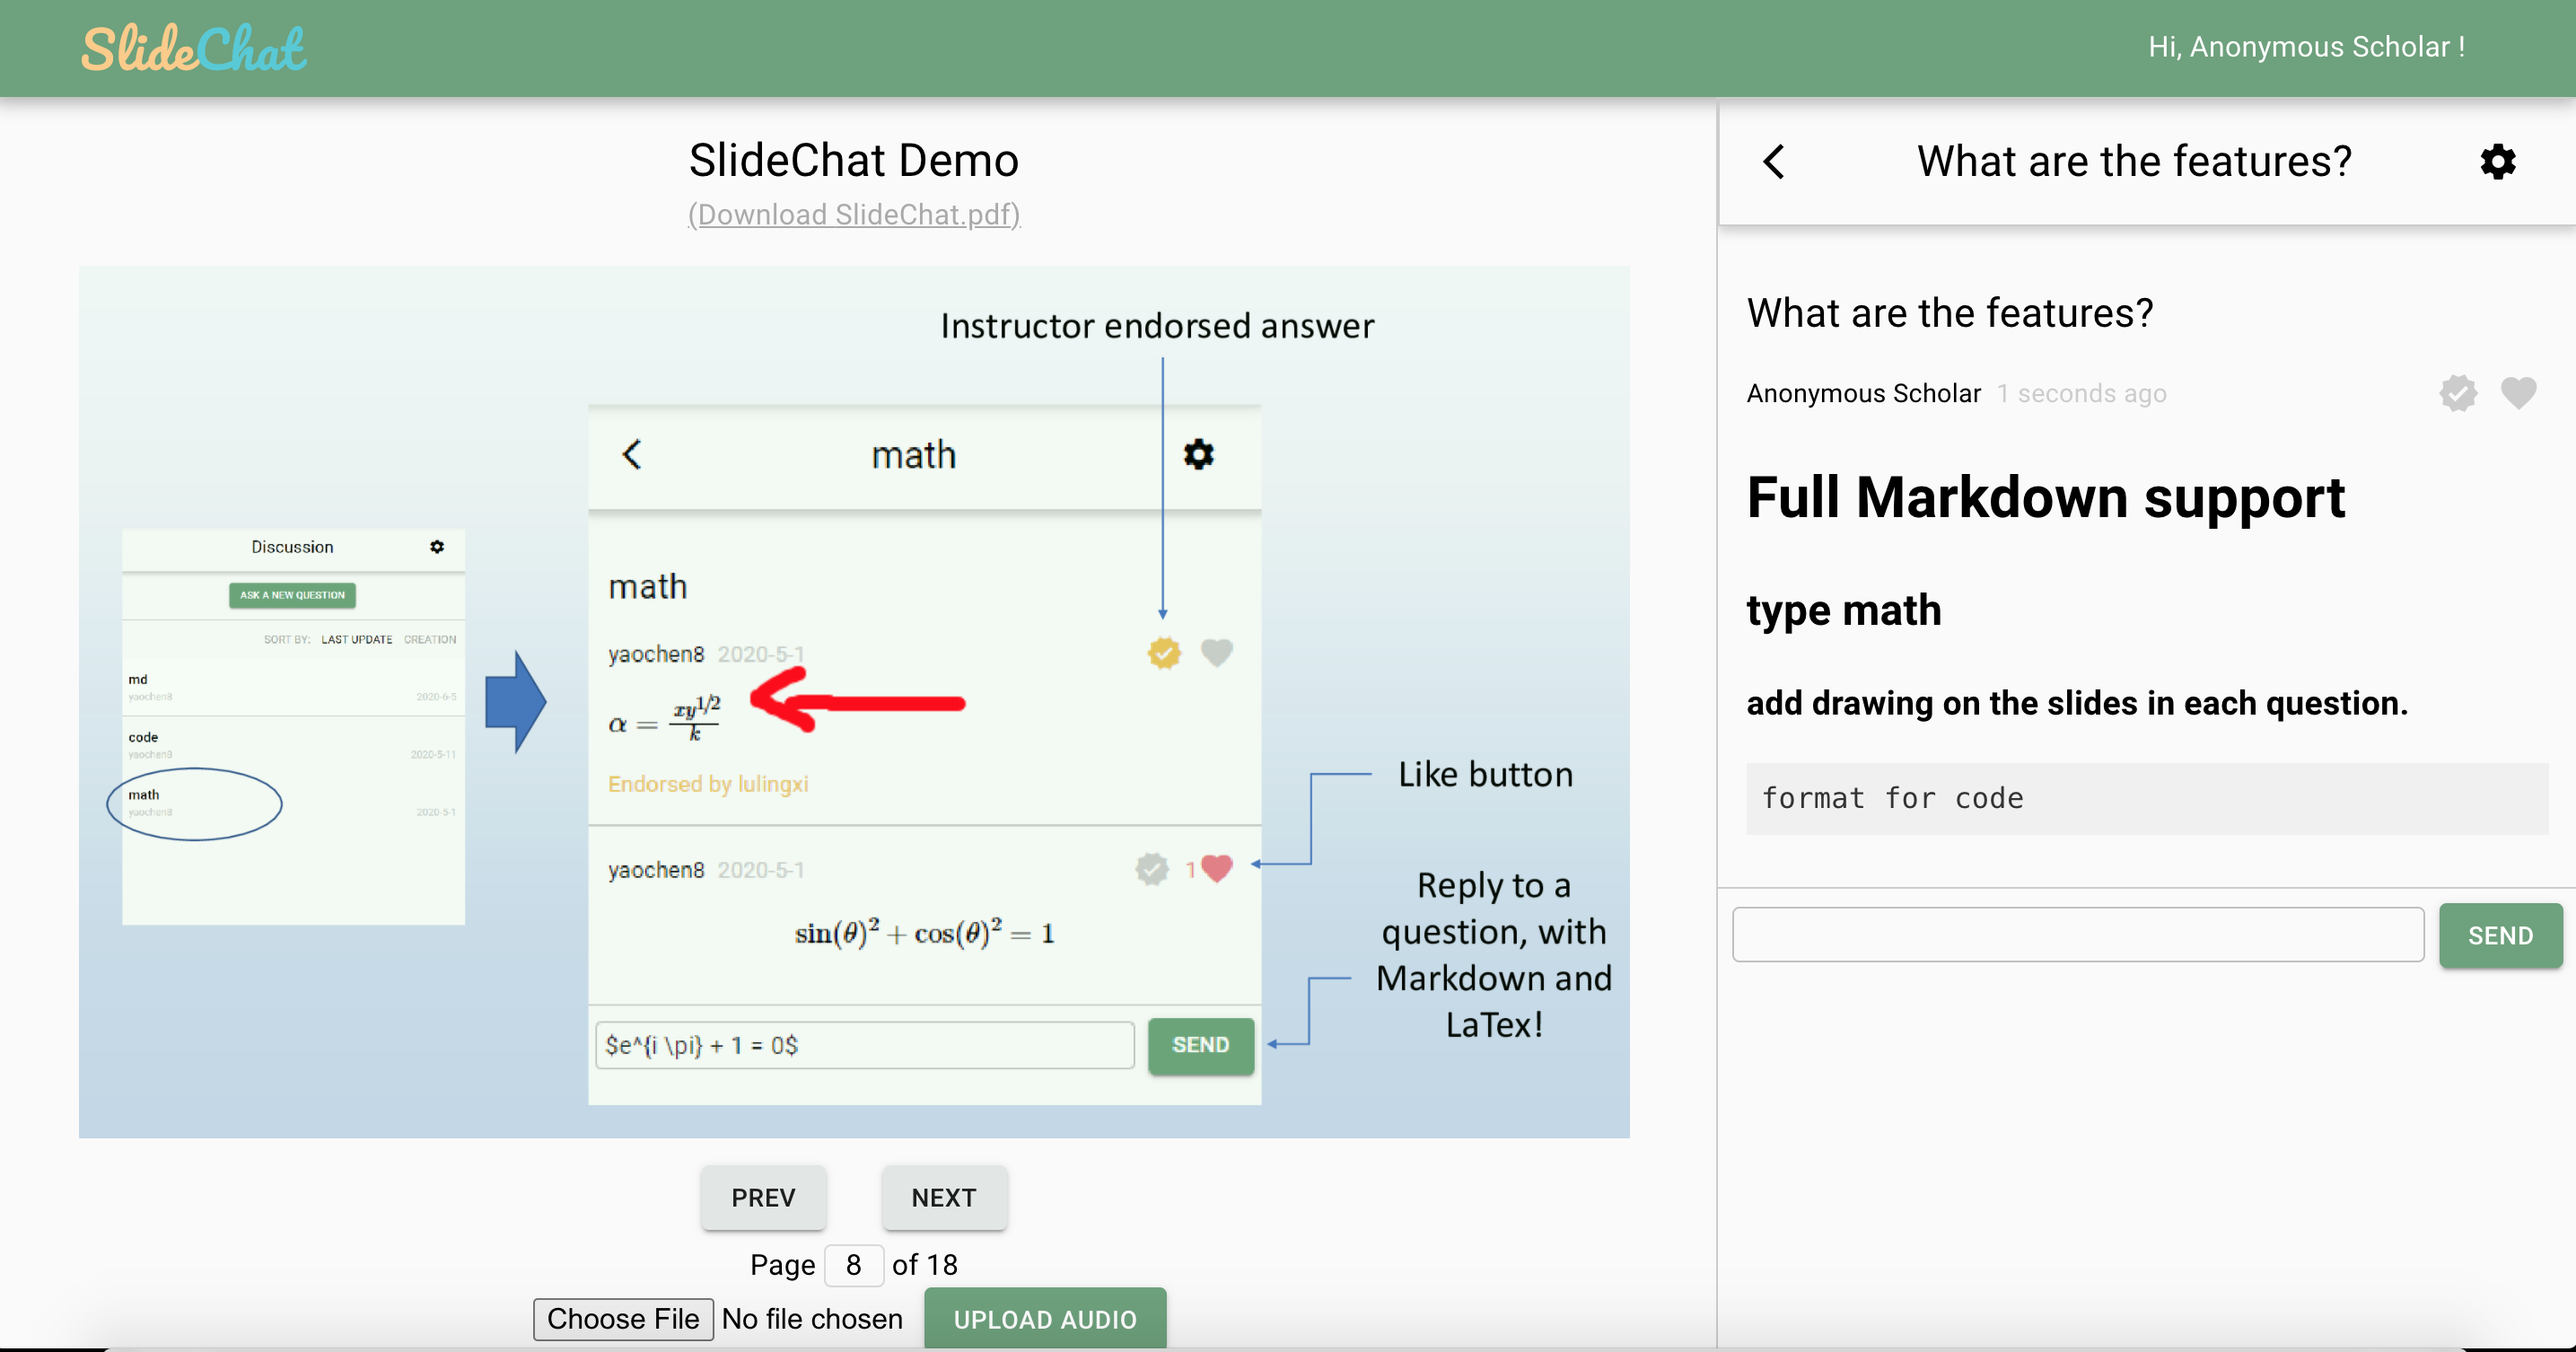 SlideChat
Hi, Anonymous Scholar !
SlideChat Demo
(Download SlideChat.pdf)
Instructor endorsed answer
Discussion
ASK A NEW QUESTION
SORT BY: LAST UPDATE CREATION
md
yaochen8 2020-6-5
code
yaochen8 2020-5-11
math
yaochen8 2020-5-1
math
math
yaochen8 2020-5-1
α = xy^{1/2} / k
Endorsed by lulingxi
yaochen8 2020-5-1
1
sin(θ)² + cos(θ)² = 1
$e^{i \pi} + 1 = 0$
SEND
Like button
Reply to a
question, with
Markdown and
LaTex!
PREV NEXT
Page 8 of 18
Choose File No file chosen UPLOAD AUDIO
What are the features?
What are the features?
Anonymous Scholar 1 seconds ago
Full Markdown support
type math
add drawing on the slides in each question.
format for code
SEND